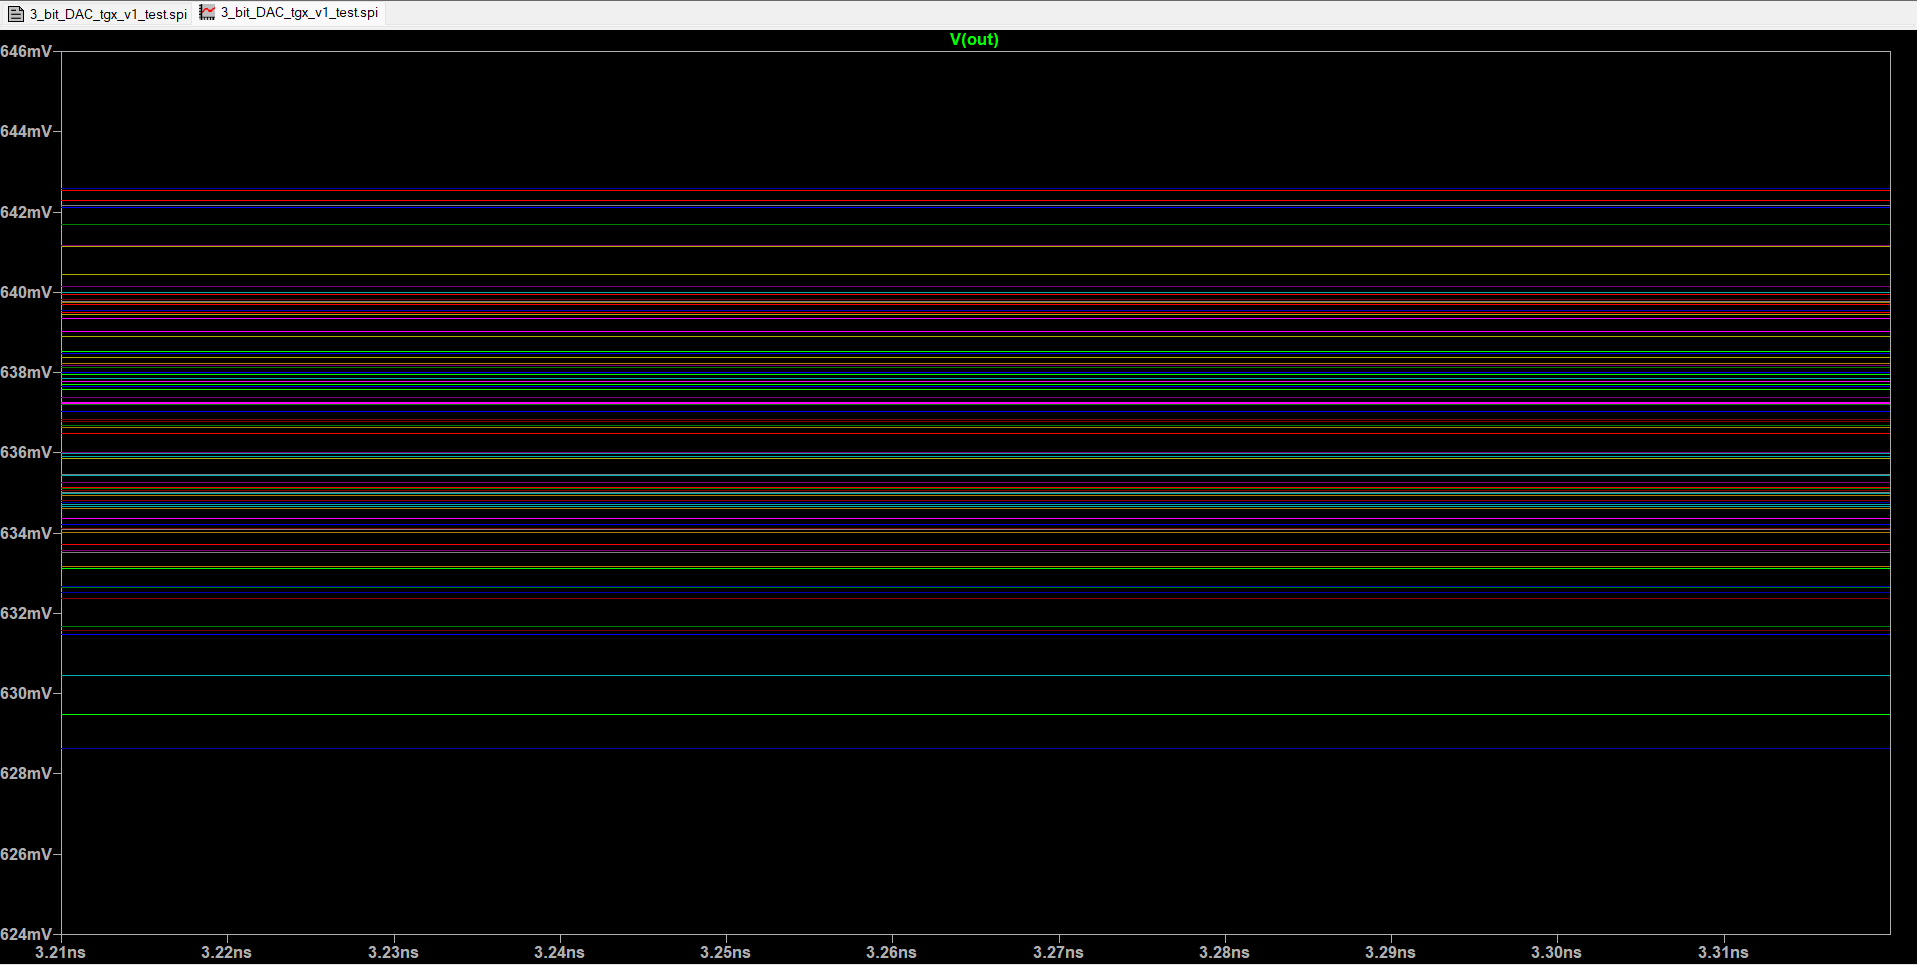 3_bit_DAC_tgx_v1_test.spi 3_bit_DAC_tgx_v1_test.spi
V(out)
646mV
644mV
642mV
640mV
638mV
636mV
634mV
632mV
630mV
628mV
626mV
624mV
3.21ns 3.22ns 3.23ns 3.24ns 3.25ns 3.26ns 3.27ns 3.28ns 3.29ns 3.30ns 3.31ns